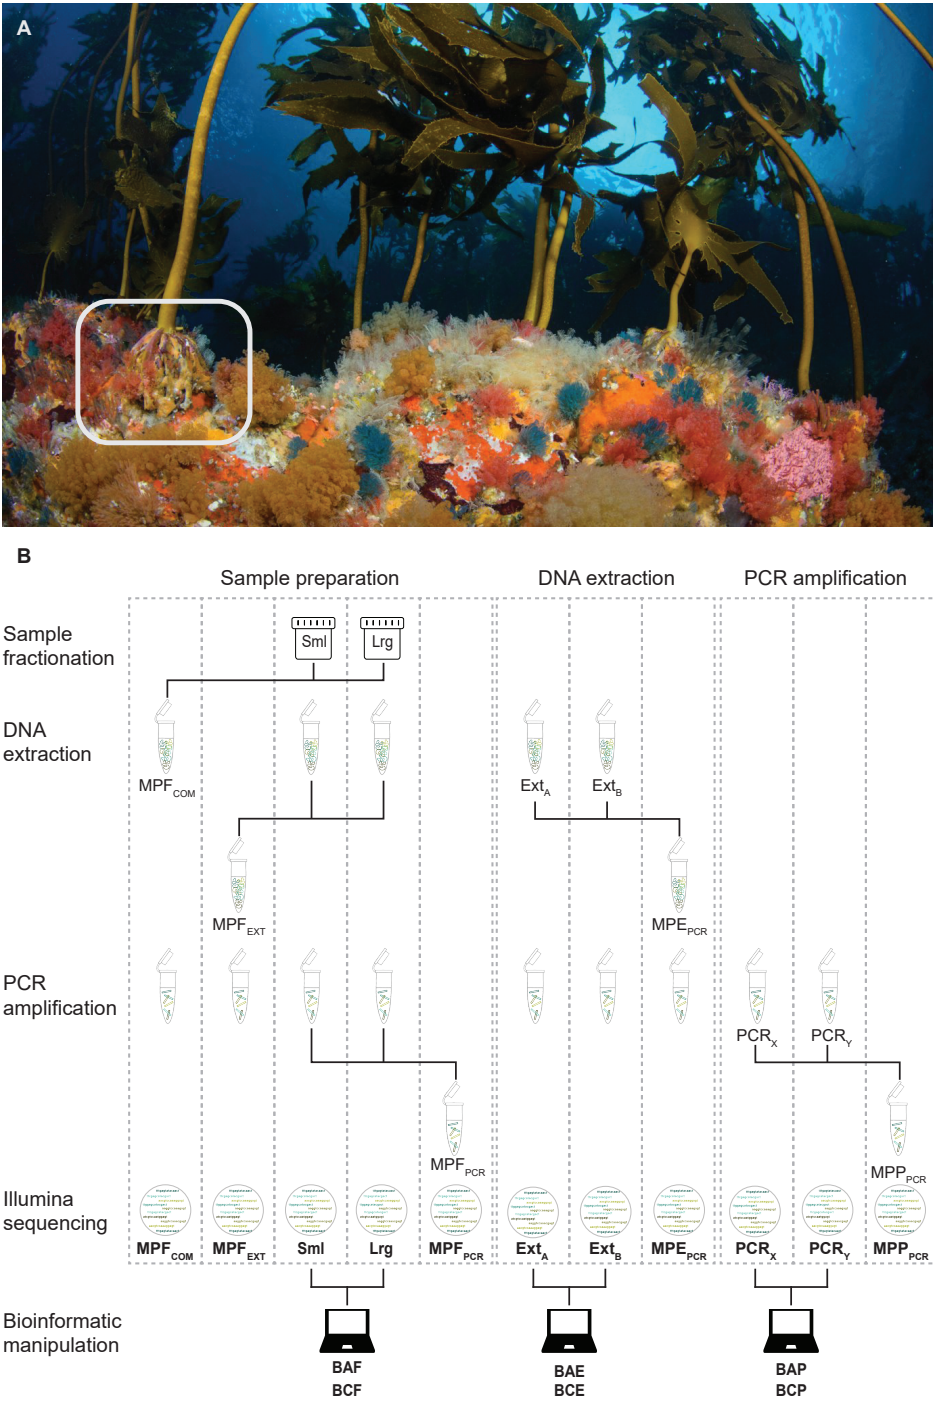 A
B
Sample preparation
DNA extraction
PCR amplification
Sample
fractionation
Sml
Lrg
DNA
extraction
MPFCOM
ExtA
ExtB
MPFEXT
MPEPCR
PCR
amplification
PCRX
PCRY
MPFPCR
MPPPCR
Illumina
sequencing
MPFCOM
MPFEXT
Sml
Lrg
MPFPCR
ExtA
ExtB
MPEPCR
PCRX
PCRY
MPPPCR
Bioinformatic
manipulation
BAF
BCF
BAE
BCE
BAP
BCP